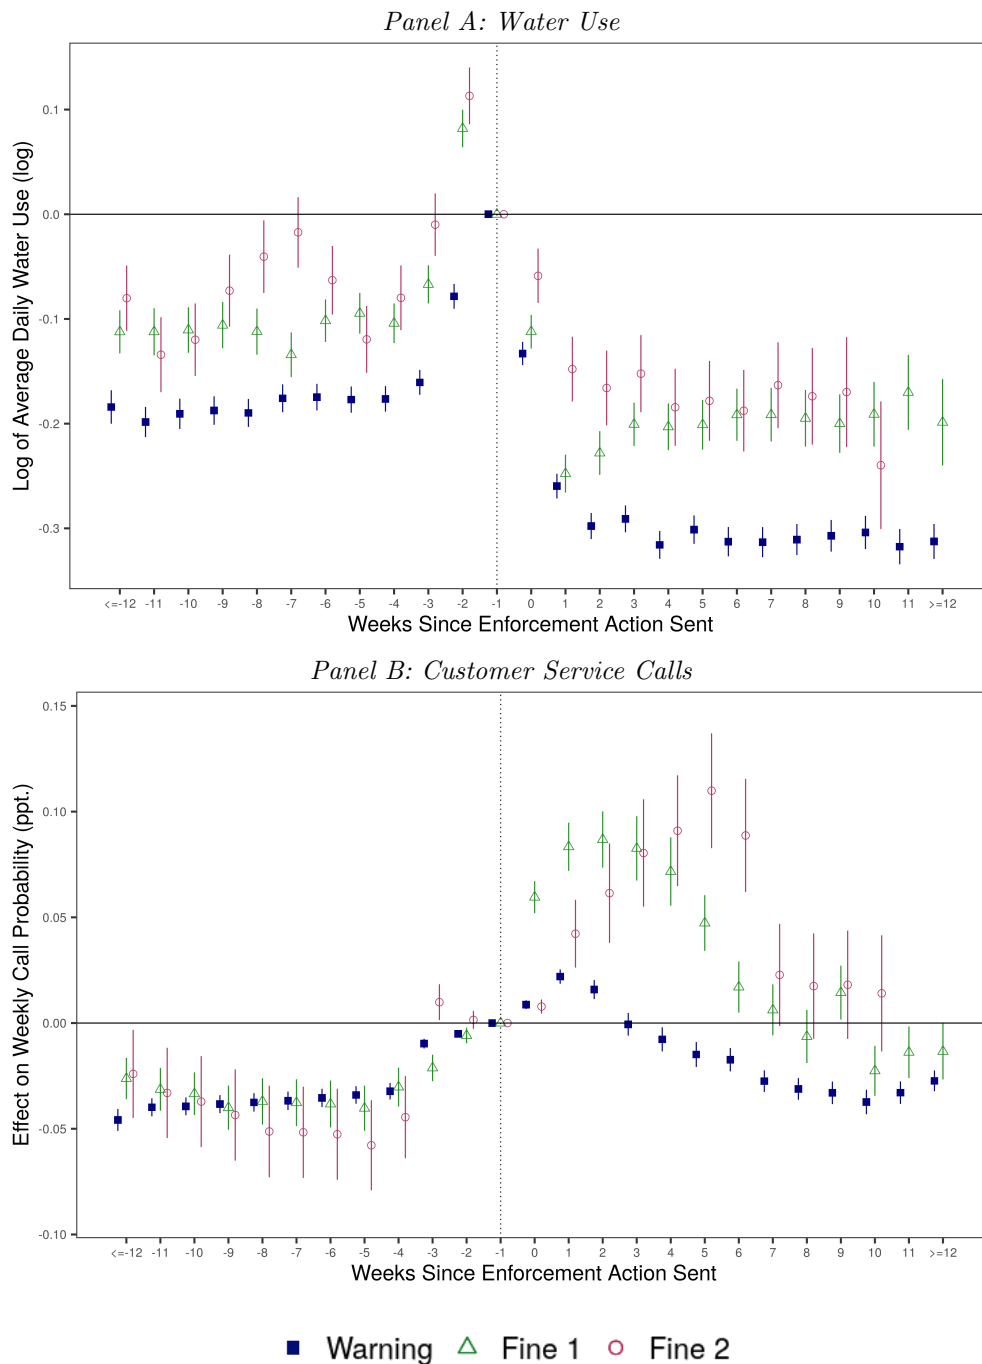 Panel A: Water Use
Log of Average Daily Water Use (log)
0.1
0.0
-0.1
-0.2
-0.3
<=-12 -11 -10 -9 -8 -7 -6 -5 -4 -3 -2 -1 0 1 2 3 4 5 6 7 8 9 10 11 >=12
Weeks Since Enforcement Action Sent
Panel B: Customer Service Calls
Effect on Weekly Call Probability (ppt.)
0.15
0.10
0.05
0.00
-0.05
-0.10
<=-12 -11 -10 -9 -8 -7 -6 -5 -4 -3 -2 -1 0 1 2 3 4 5 6 7 8 9 10 11 >=12
Weeks Since Enforcement Action Sent
Warning Fine 1 Fine 2